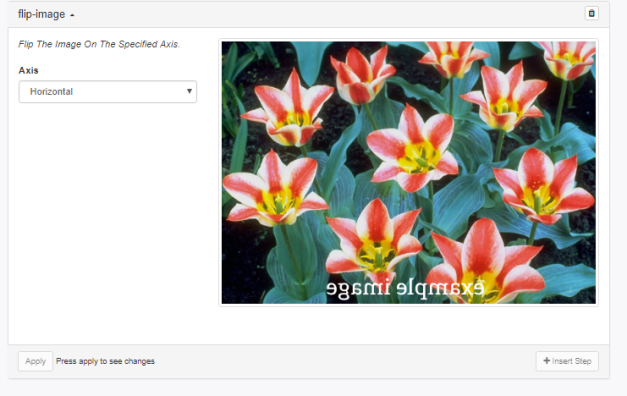 flip-image
Flip The Image On The Specified Axis.
Axis
Horizontal
example image
Apply Press apply to see changes
+ Insert Step